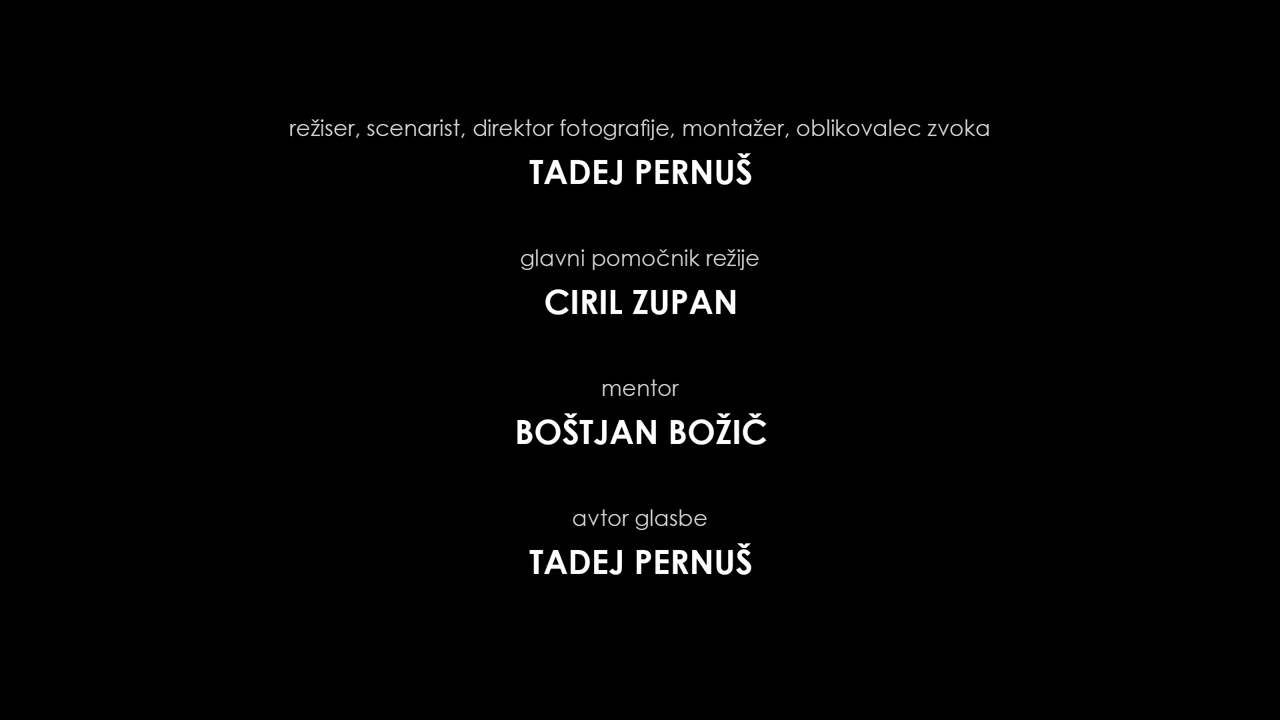 režiser, scenarist, direktor fotografije, montažer, oblikovalec zvoka
TADEJ PERNUŠ
glavni pomočnik režije
CIRIL ZUPAN
mentor
BOŠTJAN BOŽIČ
avtor glasbe
TADEJ PERNUŠ